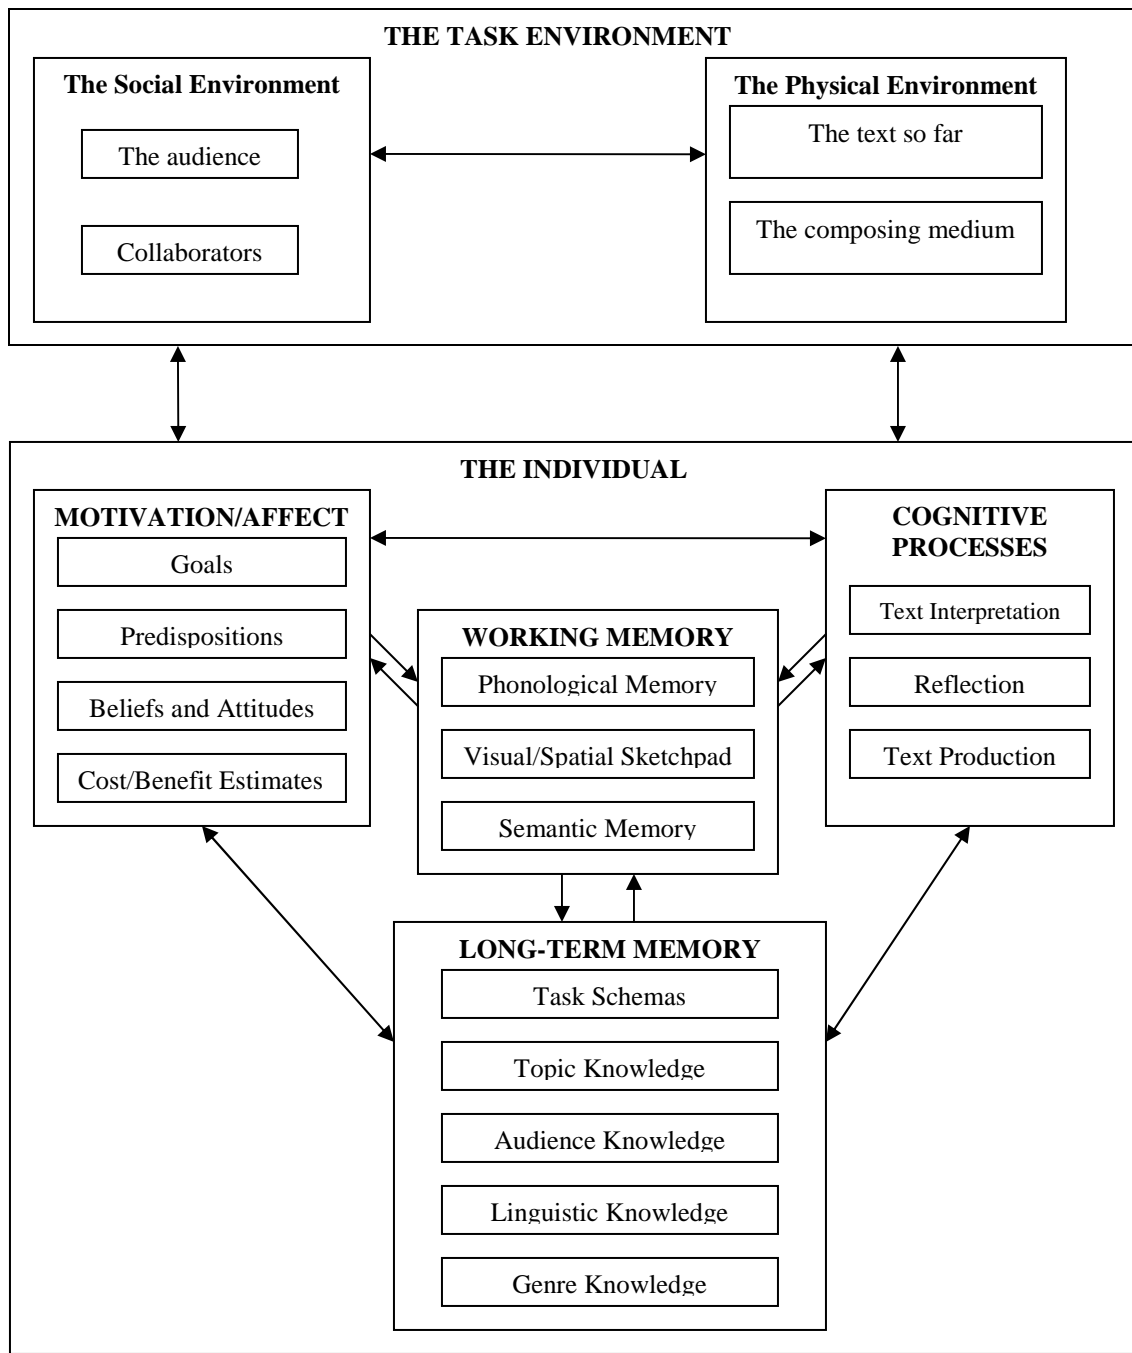 THE TASK ENVIRONMENT
The Social Environment
The audience
Collaborators
The Physical Environment
The text so far
The composing medium
THE INDIVIDUAL
MOTIVATION/AFFECT
Goals
Predispositions
Beliefs and Attitudes
Cost/Benefit Estimates
WORKING MEMORY
Phonological Memory
Visual/Spatial Sketchpad
Semantic Memory
COGNITIVE
PROCESSES
Text Interpretation
Reflection
Text Production
LONG-TERM MEMORY
Task Schemas
Topic Knowledge
Audience Knowledge
Linguistic Knowledge
Genre Knowledge